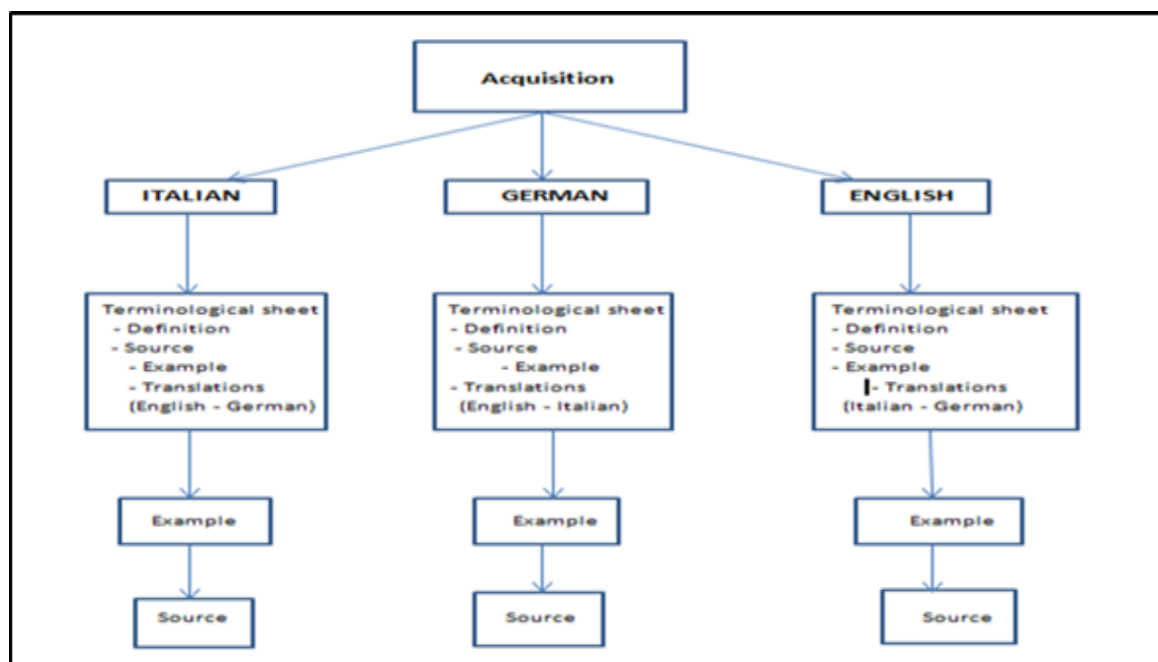 Acquisition
ITALIAN
GERMAN
ENGLISH
Terminological sheet
- Definition
- Source
- Example
- Translations
(English - German)
Terminological sheet
- Definition
- Source
- Example
- Translations
(English - Italian)
Terminological sheet
- Definition
- Source
- Example
- Translations
(Italian - German)
Example
Example
Example
Source
Source
Source